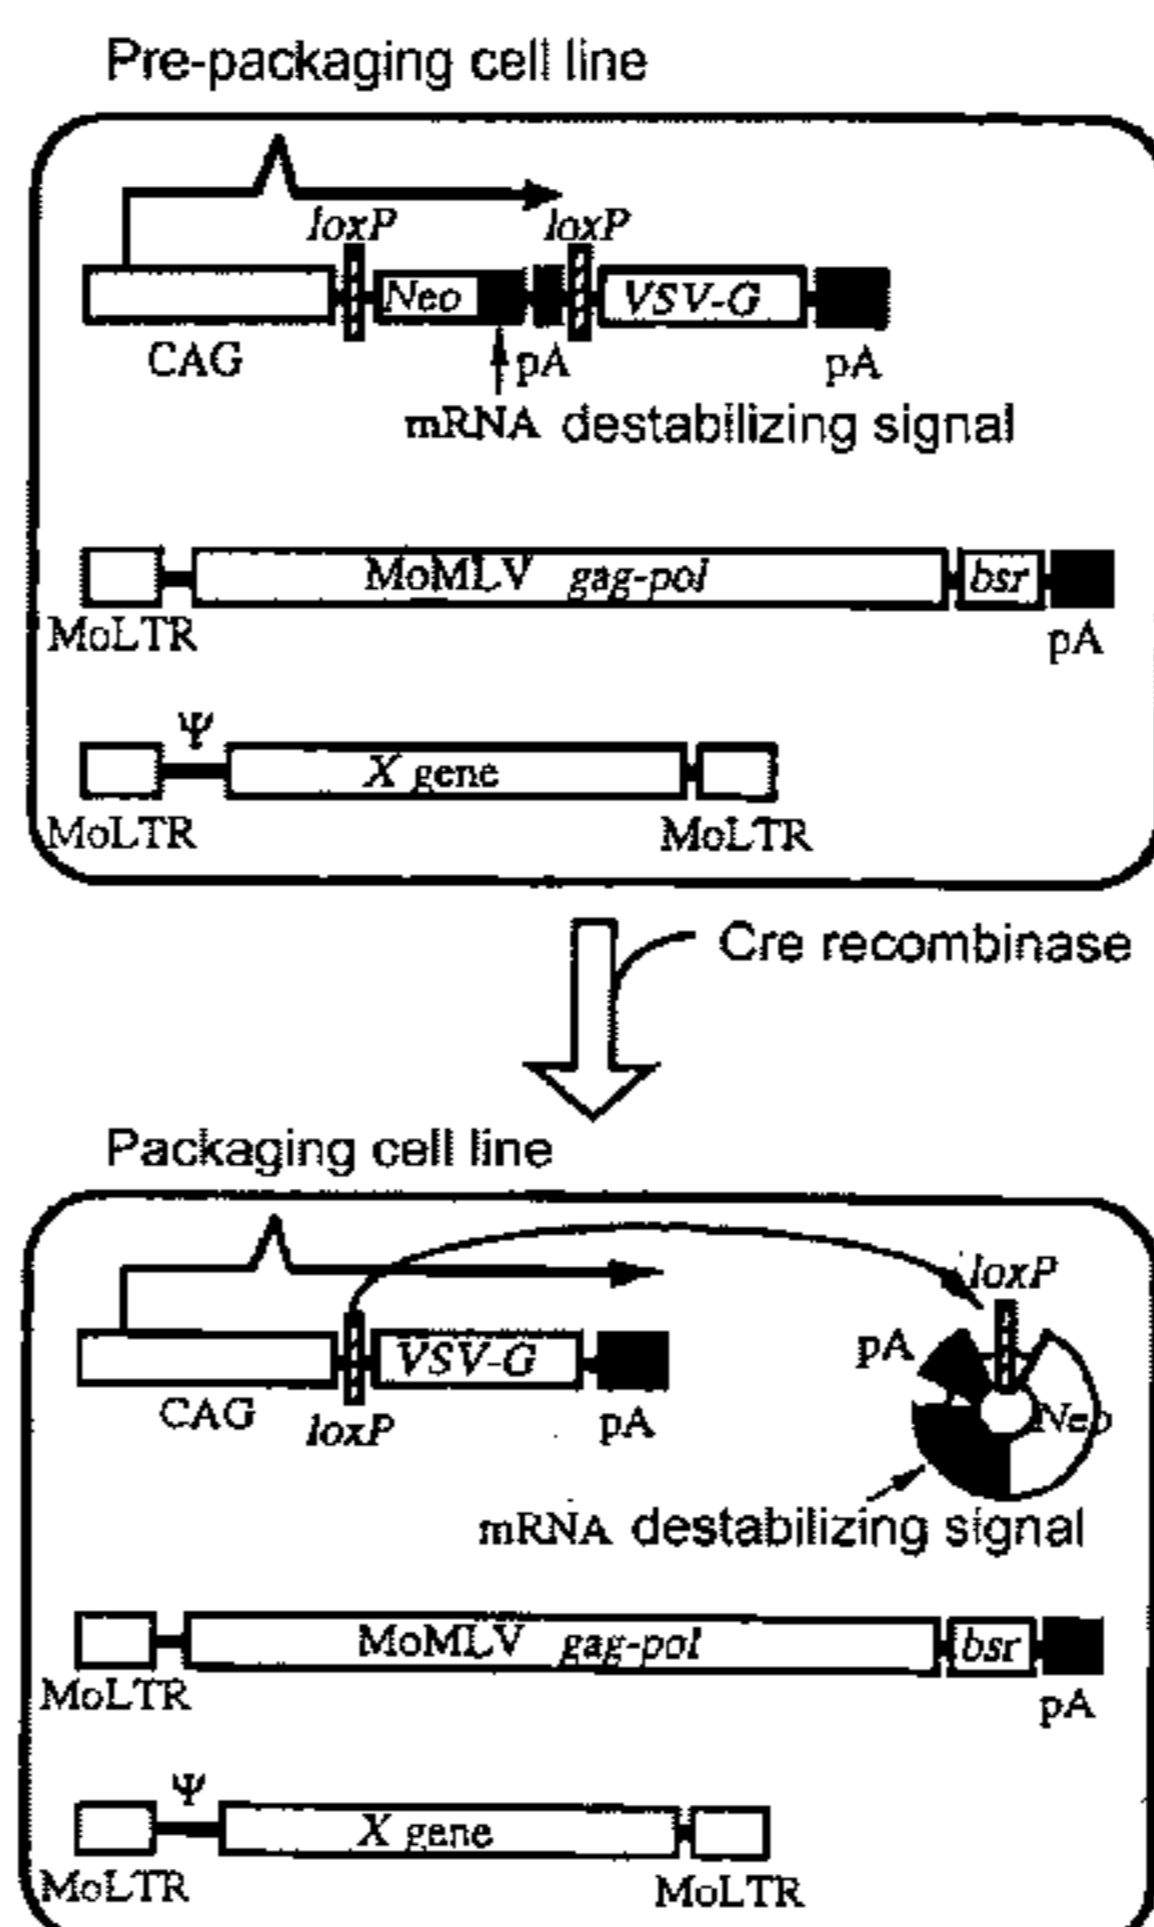 Pre-packaging cell line
loxP loxP
Neo VSV-G
CAG pA pA
mRNA destabilizing signal
MoMLV gag-pol bsr
MoLTR pA
Ψ
X gene
MoLTR MoLTR
Cre recombinase
Packaging cell line
loxP
VSV-G pA
CAG loxP pA Neo
mRNA destabilizing signal
MoMLV gag-pol bsr
MoLTR pA
Ψ
X gene
MoLTR MoLTR